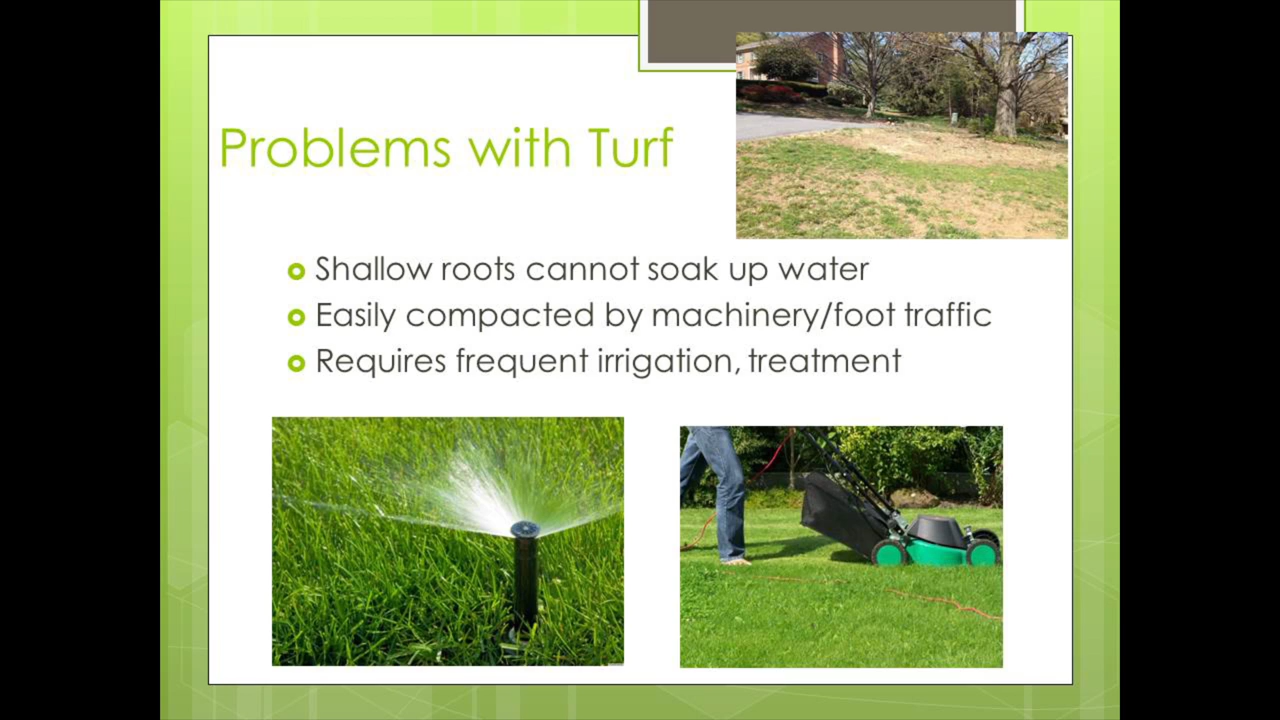 Problems with Turf
Shallow roots cannot soak up water
Easily compacted by machinery/foot traffic
Requires frequent irrigation, treatment